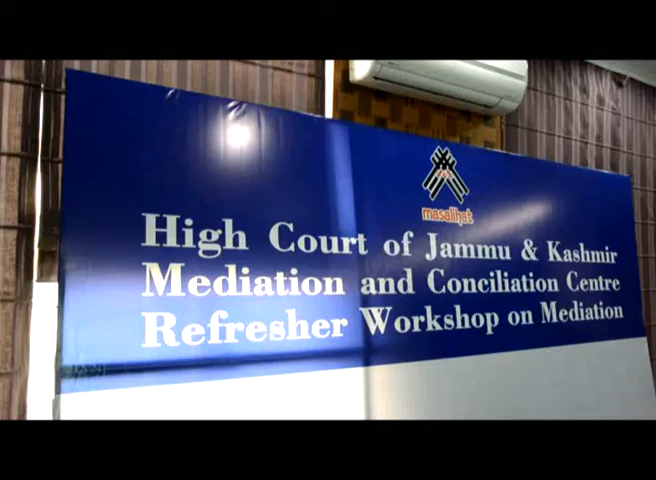 masalihat
High Court of Jammu & Kashmir
Mediation and Conciliation Centre
Refresher Workshop on Mediation